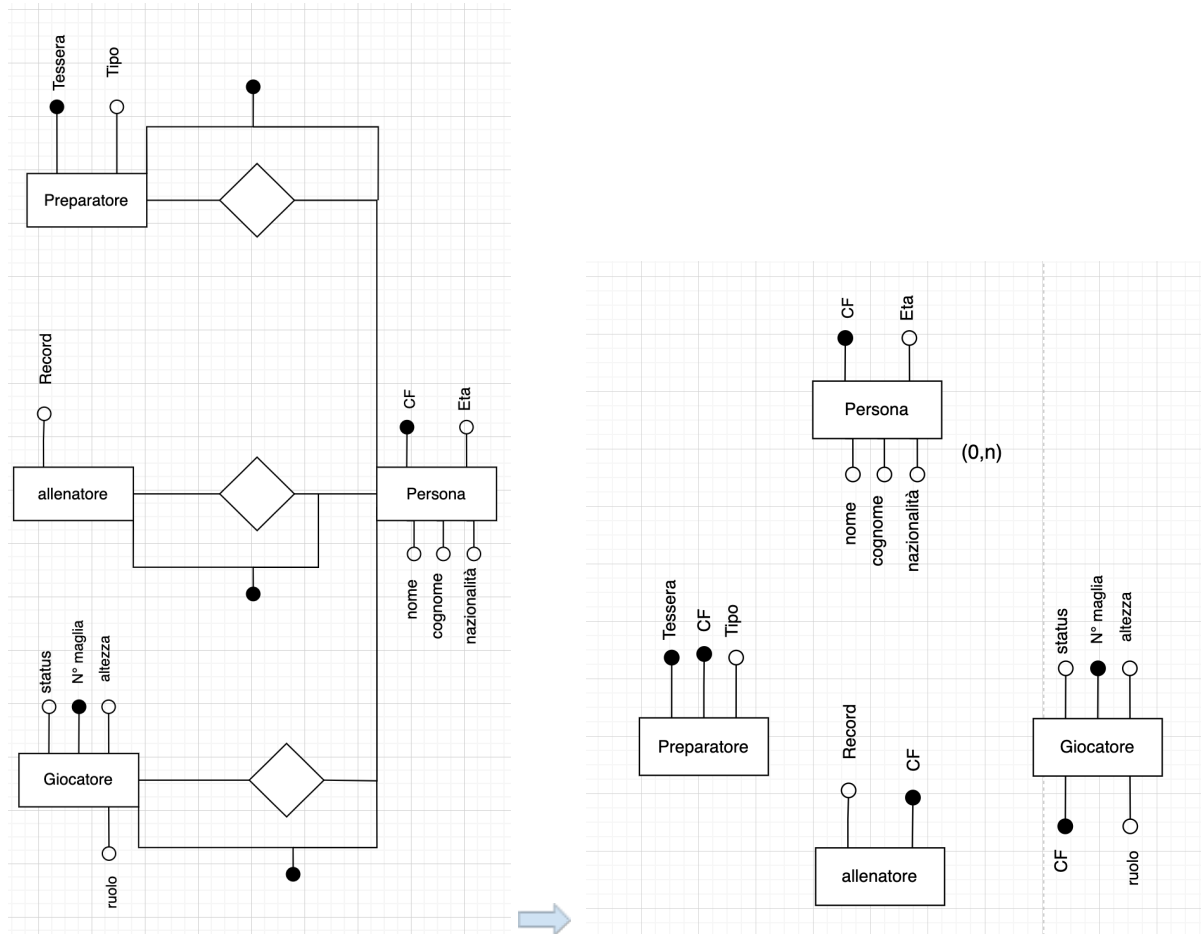 Tessera
Tipo
Preparatore
Record
allenatore
CF
Eta
Persona
nome
cognome
nazionalità
status
N° maglia
altezza
Giocatore
ruolo
CF
Eta
Persona
(0,n)
nome
cognome
nazionalità
Tessera
CF
Tipo
Preparatore
Record
CF
allenatore
status
N° maglia
altezza
Giocatore
CF
ruolo